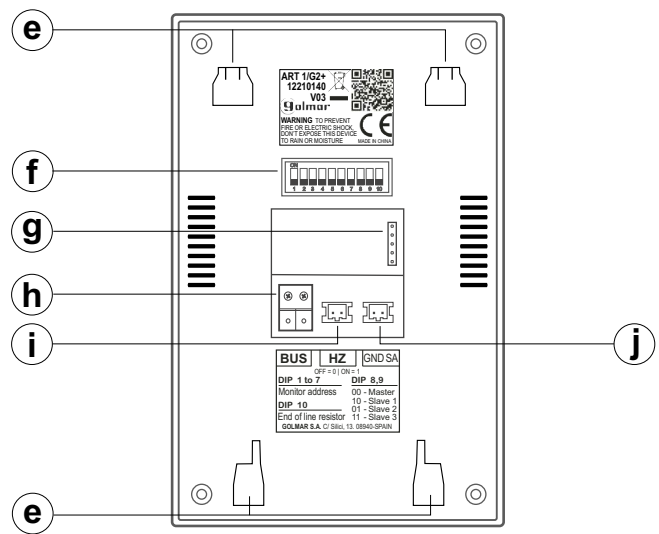 e
ART 1/G2+
12210140
V03
golmar
WARNING TO PREVENT
FIRE OR ELECTRIC SHOCK,
DON'T EXPOSE THIS DEVICE
TO RAIN OR MOISTURE
CE
MADE IN CHINA
f
ON
1 2 3 4 5 6 7 8 9 10
g
h
i
j
BUS HZ GND SA
OFF = 0 | ON = 1
DIP 1 to 7 DIP 8,9
Monitor address 00 - Master
10 - Slave 1
DIP 10 01 - Slave 2
End of line resistor 11 - Slave 3
GOLMAR S.A. C/ Silici, 13. 08940-SPAIN
e